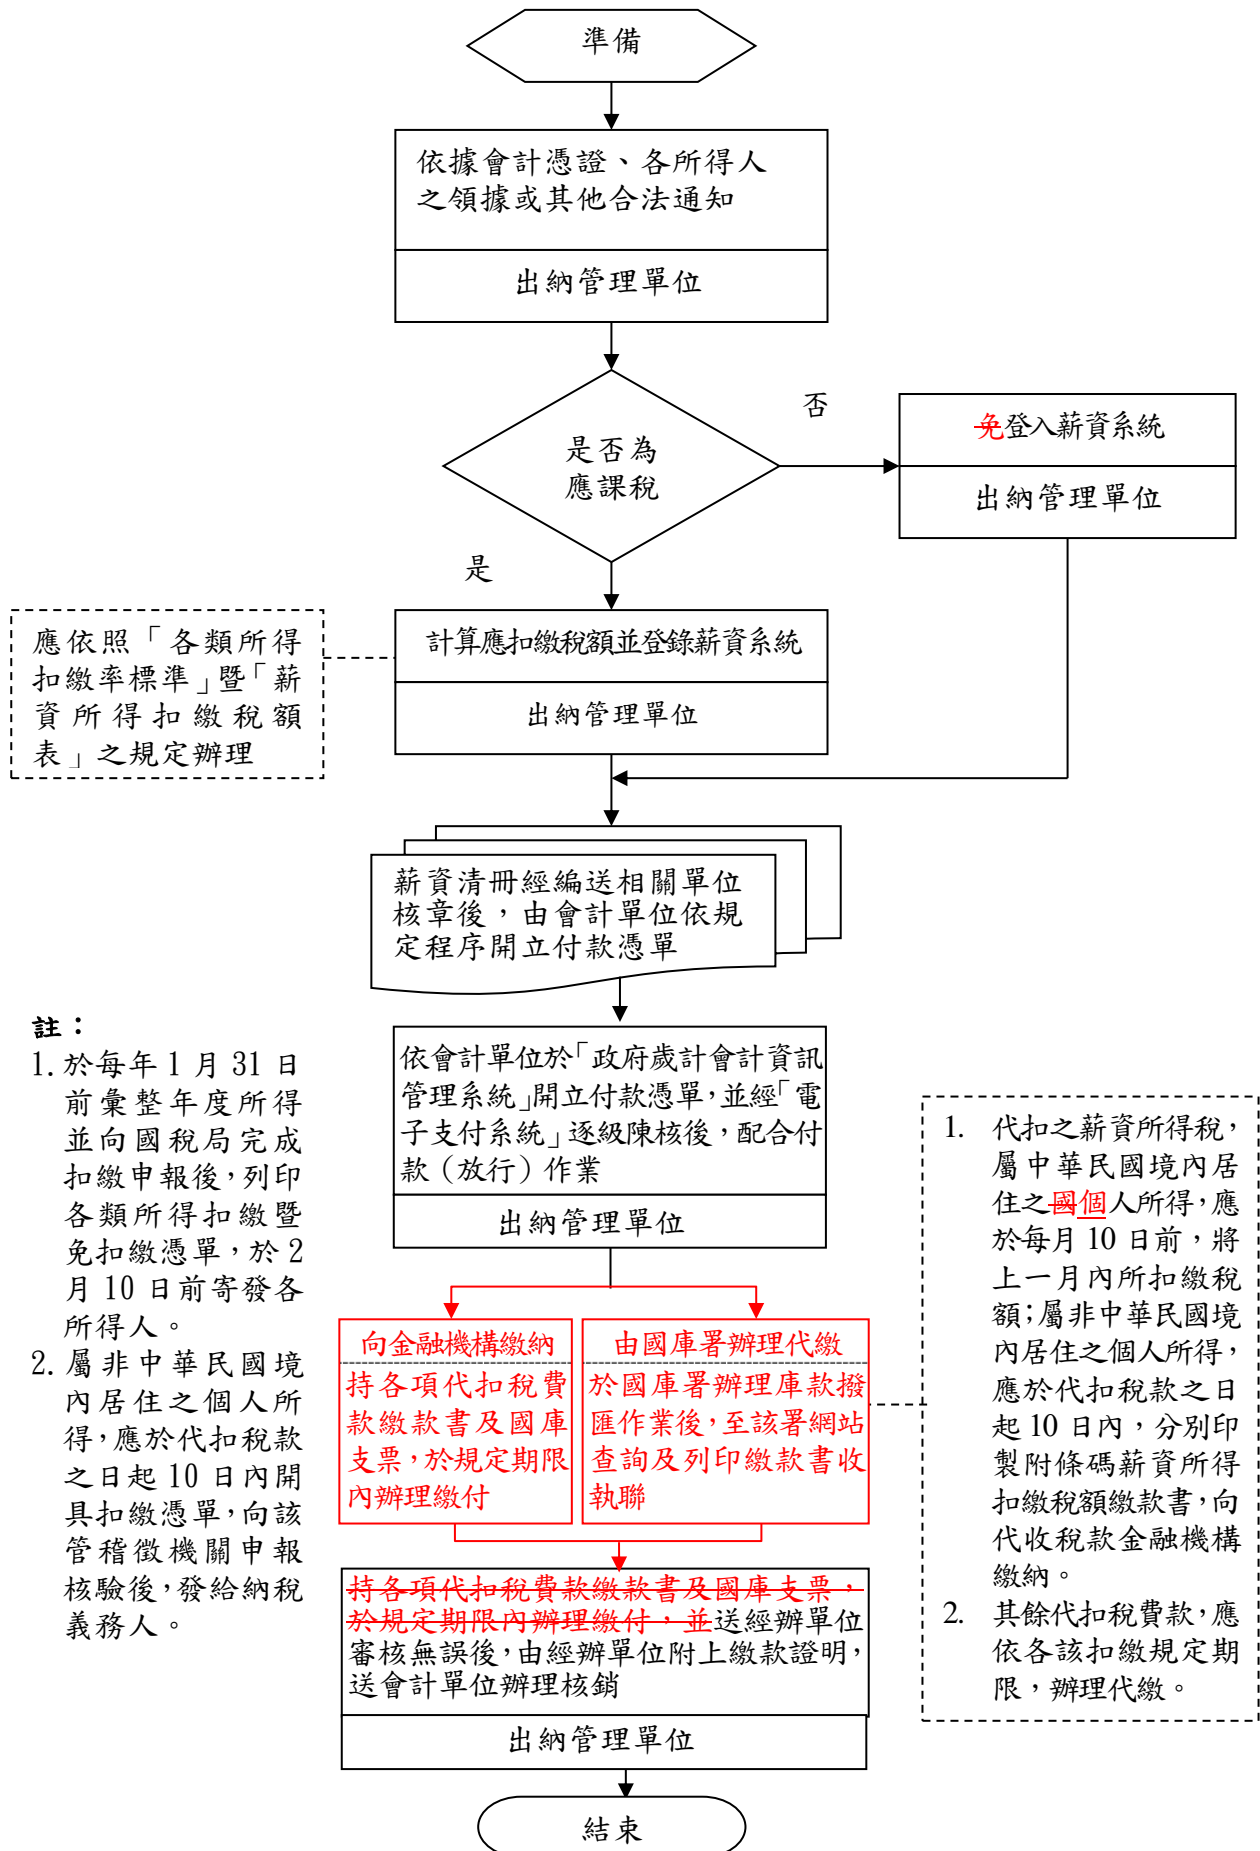 準備
依據會計憑證、各所得人
之領據或其他合法通知
出納管理單位
是否為
應課稅
否
免登入薪資系統
出納管理單位
是
計算應扣繳稅額並登錄薪資系統
出納管理單位
應依照「各類所得
扣繳率標準」暨「薪
資所得扣繳稅額
表」之規定辦理
薪資清冊經編送相關單位
核章後，由會計單位依規
定程序開立付款憑單
依會計單位於「政府歲計會計資訊
管理系統」開立付款憑單，並經「電
子支付系統」逐級陳核後，配合付
款（放行）作業
出納管理單位
註：
1. 於每年 1 月 31 日
前彙整年度所得
並向國稅局完成
扣繳申報後，列印
各類所得扣繳暨
免扣繳憑單，於 2
月 10 日前寄發各
所得人。
2. 屬非中華民國境
內居住之個人所
得，應於代扣稅款
之日起 10 日內開
具扣繳憑單，向該
管稽徵機關申報
核驗後，發給納稅
義務人。
向金融機構繳納
持各項代扣稅費
款繳款書及國庫
支票，於規定期限
內辦理繳付
由國庫署辦理代繳
於國庫署辦理庫款撥
匯作業後，至該署網站
查詢及列印繳款書收
執聯
1. 代扣之薪資所得稅，
屬中華民國境內居
住之國個人所得，應
於每月 10 日前，將
上一月內所扣繳稅
額；屬非中華民國境
內居住之個人所得，
應於代扣稅款之日
起 10 日內，分別印
製附條碼薪資所得
扣繳稅額繳款書，向
代收稅款金融機構
繳納。
2. 其餘代扣稅費款，應
依各該扣繳規定期
限，辦理代繳。
持各項代扣稅費款繳款書及國庫支票，
於規定期限內辦理繳付，並送經辦單位
審核無誤後，由經辦單位附上繳款證明，
送會計單位辦理核銷
出納管理單位
結束